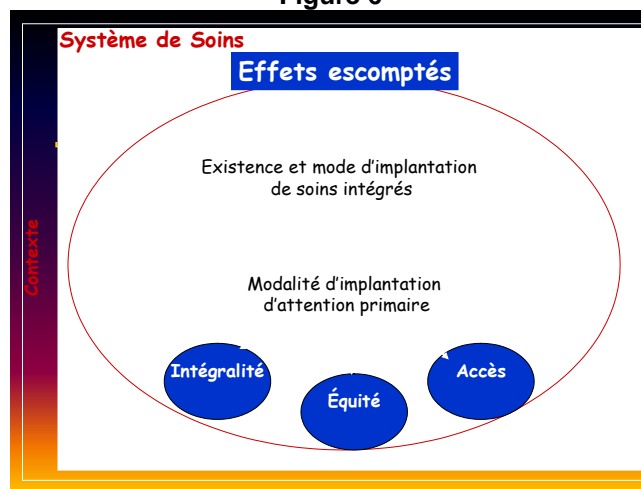 Système de Soins
Effets escomptés
Existence et mode d'implantation
de soins intégrés
Contexte
Modalité d'implantation
d'attention primaire
Intégralité
Équité
Accès